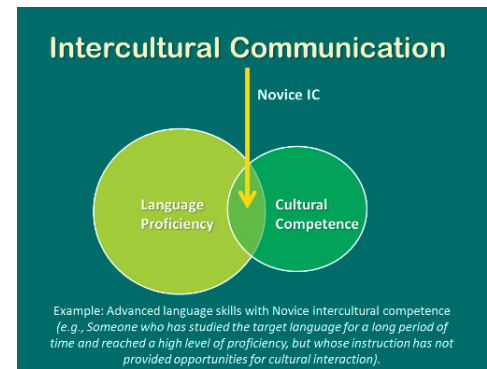 Intercultural Communication
Novice IC
Language
Proficiency
Cultural
Competence
Example: Advanced language skills with Novice intercultural competence
(e.g., Someone who has studied the target language for a long period of
time and reached a high level of proficiency, but whose instruction has not
provided opportunities for cultural interaction).